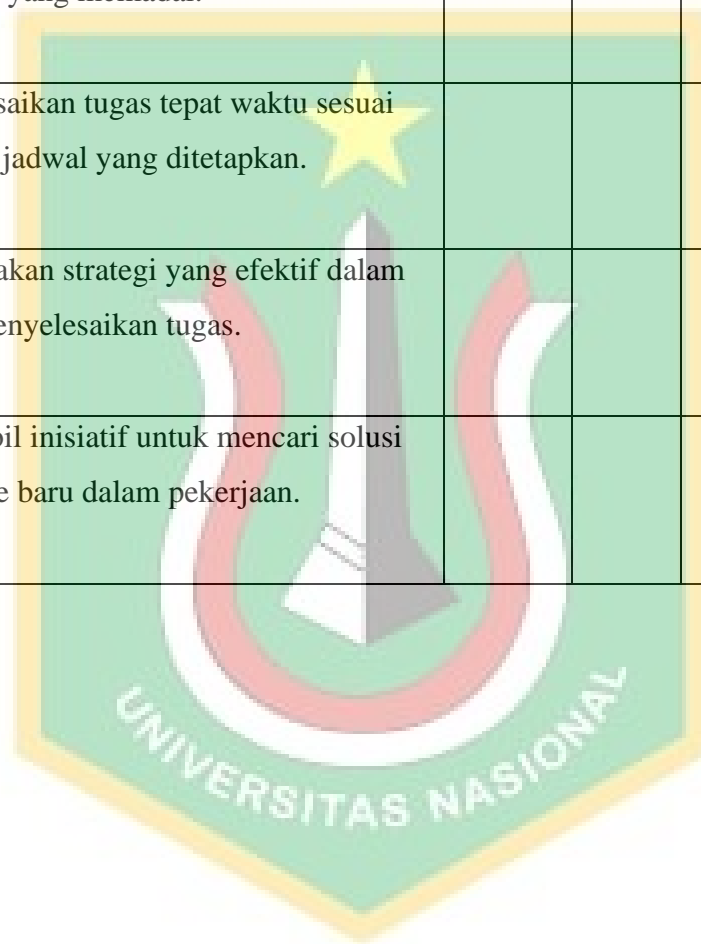 yang memadai.
saikan tugas tepat waktu sesuai
jadwal yang ditetapkan.
akan strategi yang efektif dalam
enyelesaikan tugas.
il inisiatif untuk mencari solusi
e baru dalam pekerjaan.
UNIVERSITAS NASIONAL